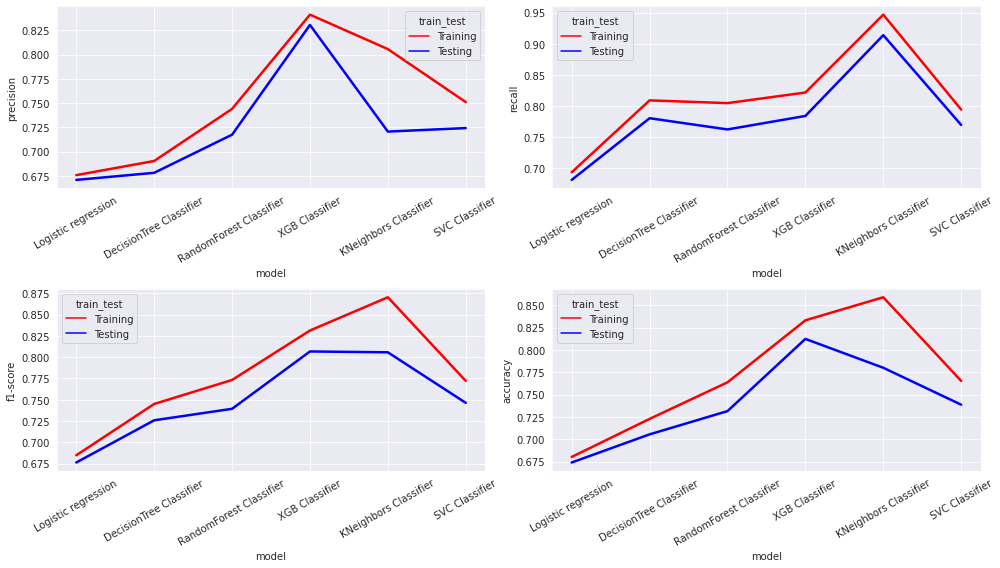 precision
0.825
0.800
0.775
0.750
0.725
0.700
0.675
train_test
Training
Testing
Logistic regression
DecisionTree Classifier
RandomForest Classifier
XGB Classifier
KNeighbors Classifier
SVC Classifier
model
recall
0.95
0.90
0.85
0.80
0.75
0.70
train_test
Training
Testing
Logistic regression
DecisionTree Classifier
RandomForest Classifier
XGB Classifier
KNeighbors Classifier
SVC Classifier
model
f1-score
0.875
0.850
0.825
0.800
0.775
0.750
0.725
0.700
0.675
train_test
Training
Testing
Logistic regression
DecisionTree Classifier
RandomForest Classifier
XGB Classifier
KNeighbors Classifier
SVC Classifier
model
accuracy
0.850
0.825
0.800
0.775
0.750
0.725
0.700
0.675
train_test
Training
Testing
Logistic regression
DecisionTree Classifier
RandomForest Classifier
XGB Classifier
KNeighbors Classifier
SVC Classifier
model